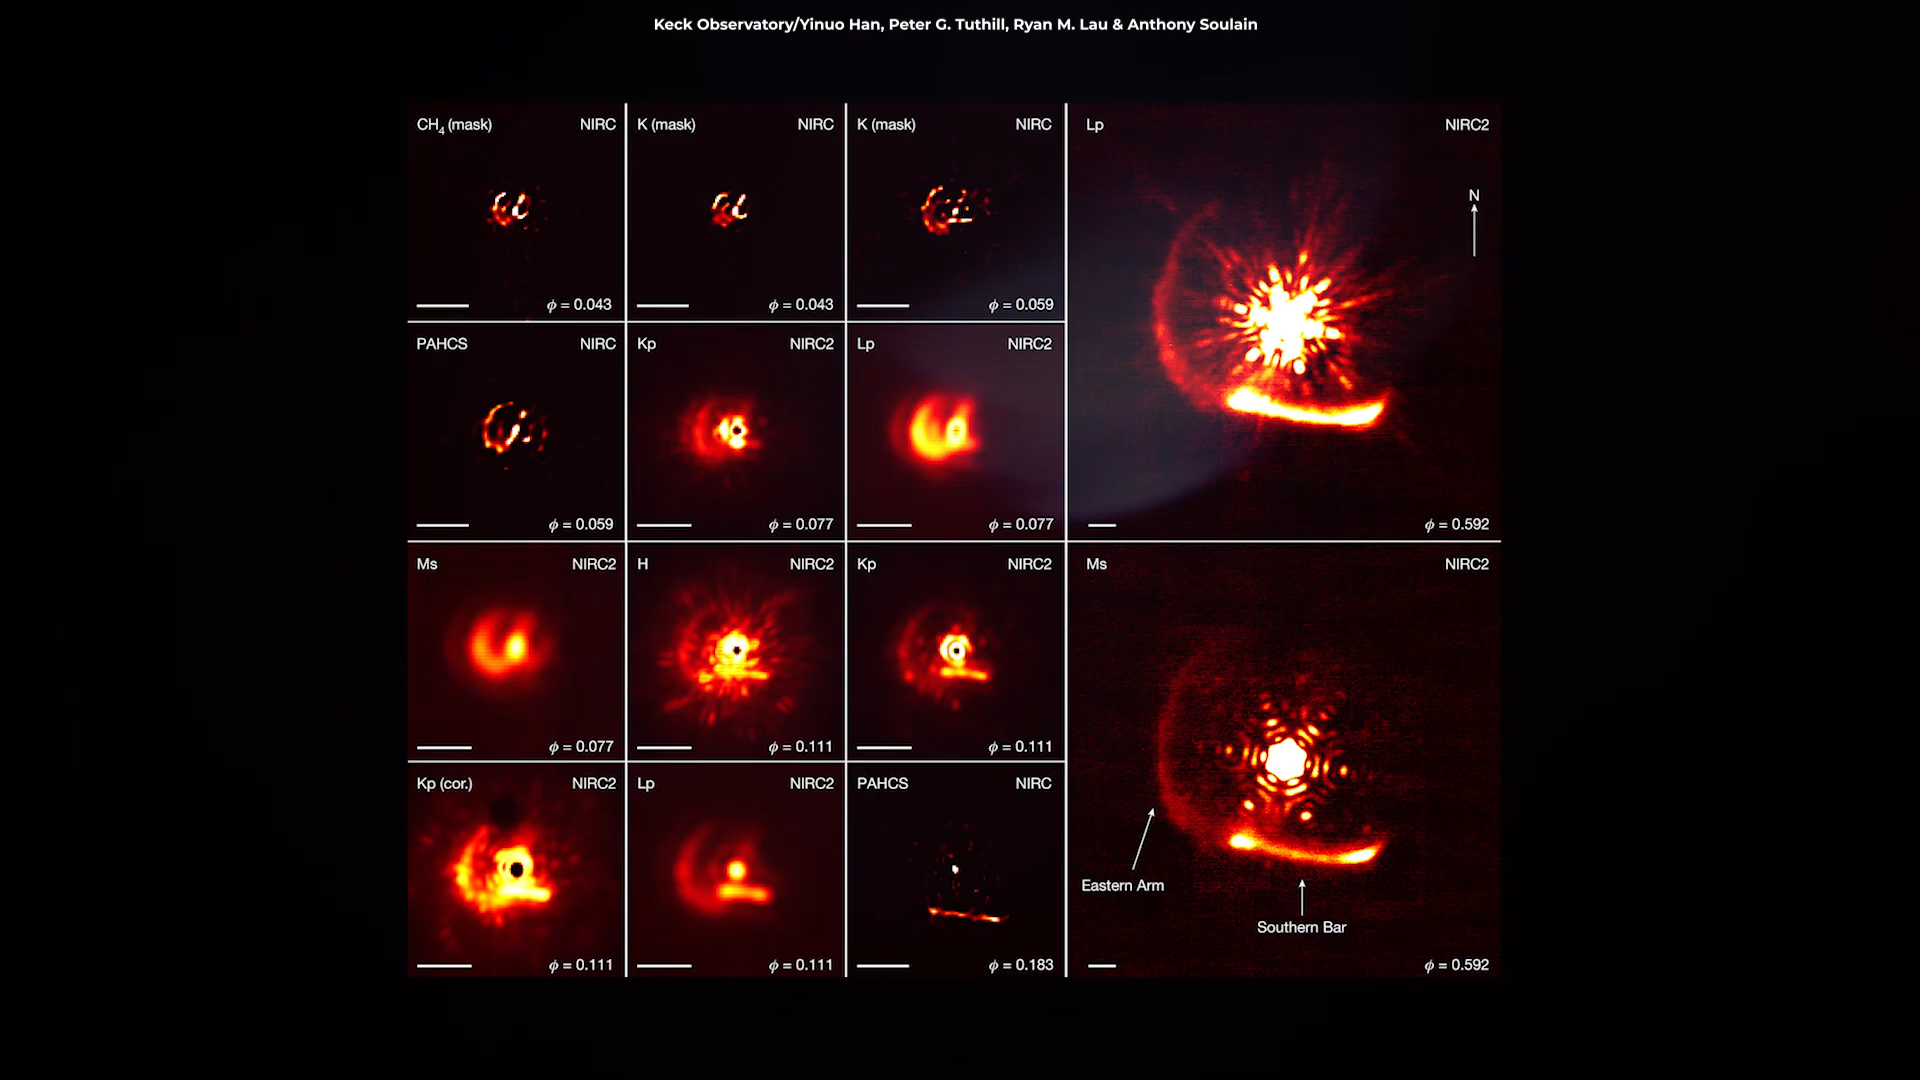 Keck Observatory/Yinuo Han, Peter G. Tuthill, Ryan M. Lau & Anthony Soulain
CH₄ (mask) NIRC
ϕ = 0.043
K (mask) NIRC
ϕ = 0.043
K (mask) NIRC
ϕ = 0.059
Lp NIRC2
N
ϕ = 0.592
PAHCS NIRC
ϕ = 0.059
Kp NIRC2
ϕ = 0.077
Lp NIRC2
ϕ = 0.077
Ms NIRC2
ϕ = 0.077
H NIRC2
ϕ = 0.111
Kp NIRC2
ϕ = 0.111
Ms NIRC2
Eastern Arm
Southern Bar
ϕ = 0.592
Kp (cor.) NIRC2
ϕ = 0.111
Lp NIRC2
ϕ = 0.111
PAHCS NIRC
ϕ = 0.183